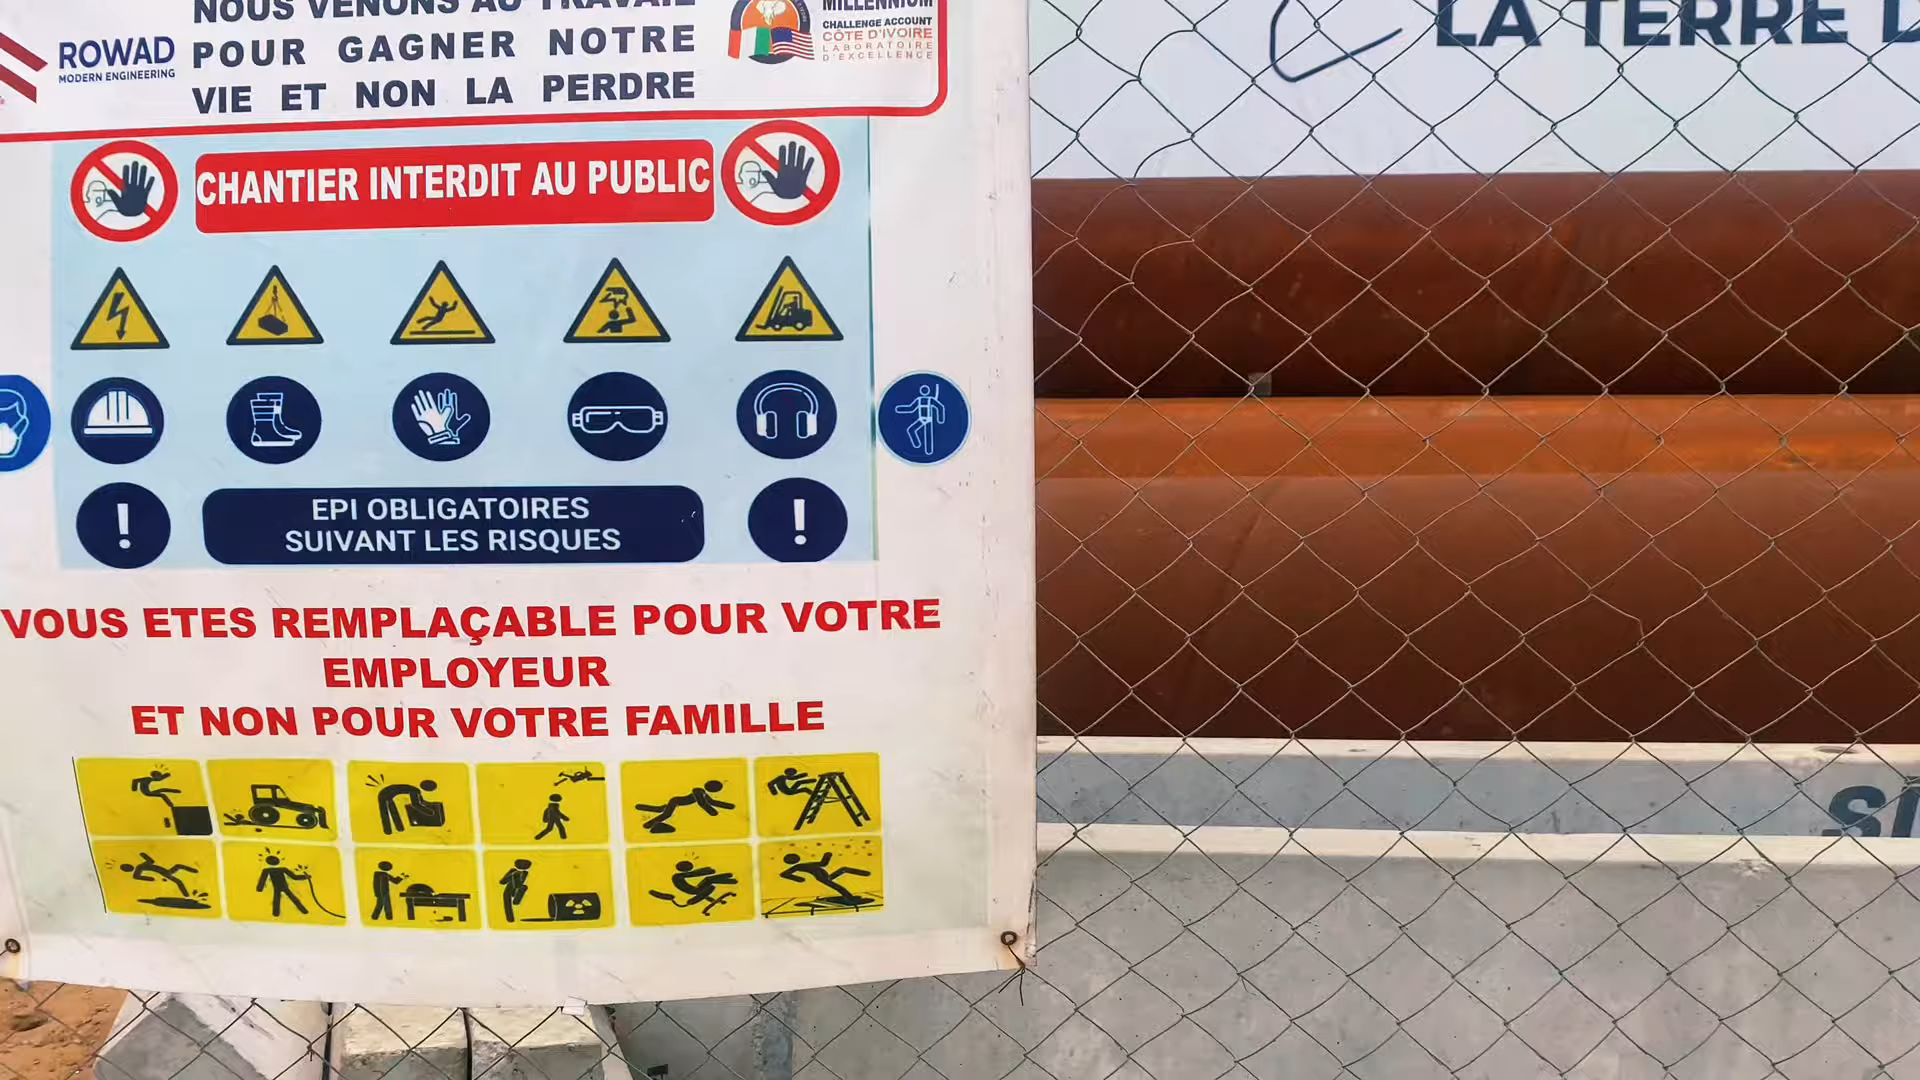 NOUS VENONS AU TRAVAIL
POUR GAGNER NOTRE
VIE ET NON LA PERDRE
ROWAD
MODERN ENGINEERING
MILLENNIUM
CHALLENGE ACCOUNT
CÔTE D'IVOIRE
LABORATOIRE
D'EXCELLENCE
CHANTIER INTERDIT AU PUBLIC
EPI OBLIGATOIRES
SUIVANT LES RISQUES
VOUS ETES REMPLAÇABLE POUR VOTRE
EMPLOYEUR
ET NON POUR VOTRE FAMILLE
LA TERRE